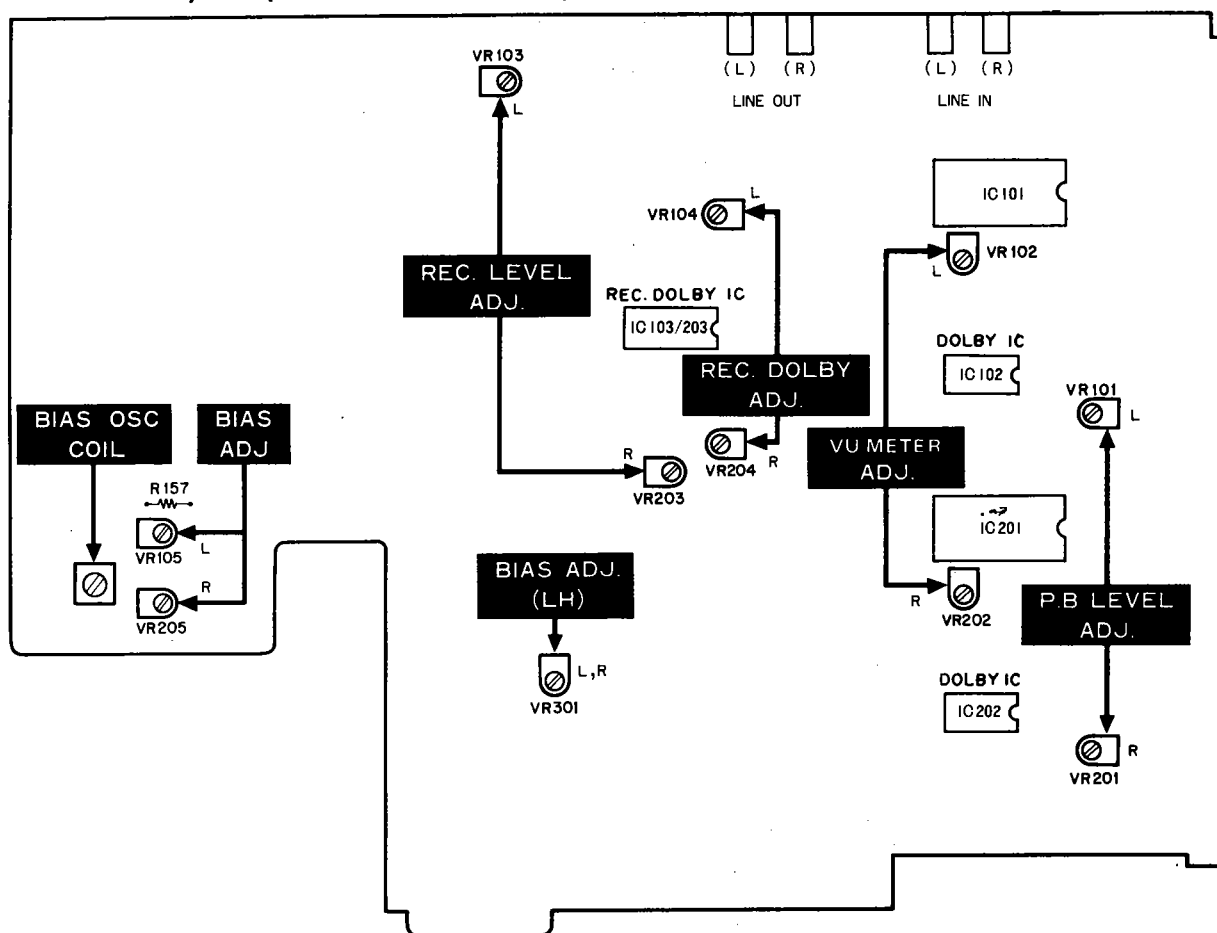 VR103
L
(L) (R)
LINE OUT
(L) (R)
LINE IN
VR104
L
IC101
VR102
L
REC. LEVEL
ADJ.
REC. DOLBY IC
IC103/203
DOLBY IC
IC102
REC. DOLBY
ADJ.
VR101
L
BIAS OSC
COIL
BIAS
ADJ
VU METER
ADJ.
R
VR203
VR204
R
R157
VR105
L
IC201
BIAS ADJ.
(LH)
R
VR205
R
VR202
P.B LEVEL
ADJ.
L,R
VR301
DOLBY IC
IC202
R
VR201